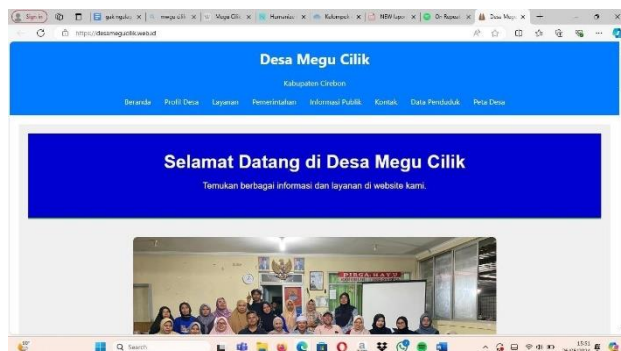 Sign in
https://desamegucilik.web.id
Desa Megu Cilik
Kabupaten Cirebon
Beranda Profil Desa Layanan Pemerintahan Informasi Publik Kontak Data Penduduk Peta Desa
Selamat Datang di Desa Megu Cilik
Temukan berbagai informasi dan layanan di website kami.
Search
13:31